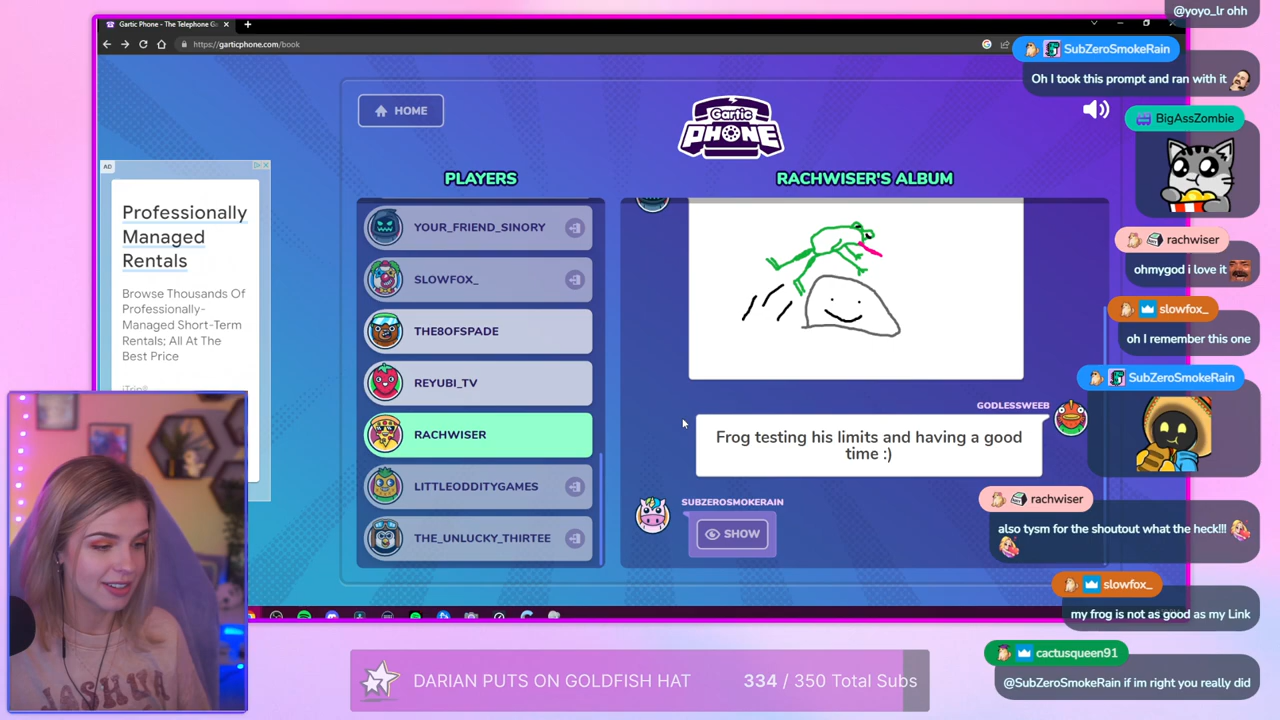 Gartic Phone - The Telephone Ga
https://garticphone.com/book
HOME
Gartic
PHONE
AD
Professionally
Managed
Rentals
Browse Thousands Of
Professionally-
Managed Short-Term
Rentals; All At The
Best Price
PLAYERS
YOUR_FRIEND_SINORY
SLOWFOX_
THE8OFSPADE
REYUBI_TV
RACHWISER
LITTLEODDITYGAMES
THE_UNLUCKY_THIRTEE
RACHWISER'S ALBUM
GODLESSWEEB
Frog testing his limits and having a good
time :)
SUBZEROSMOKERAIN
SHOW
@yoyo_lr ohh
SubZeroSmokeRain
Oh I took this prompt and ran with it
BigAssZombie
rachwiser
ohmygod i love it
slowfox_
oh I remember this one
SubZeroSmokeRain
rachwiser
also tysm for the shoutout what the heck!!!
slowfox_
my frog is not as good as my Link
cactusqueen91
@SubZeroSmokeRain if im right you really did
DARIAN PUTS ON GOLDFISH HAT
334 / 350 Total Subs